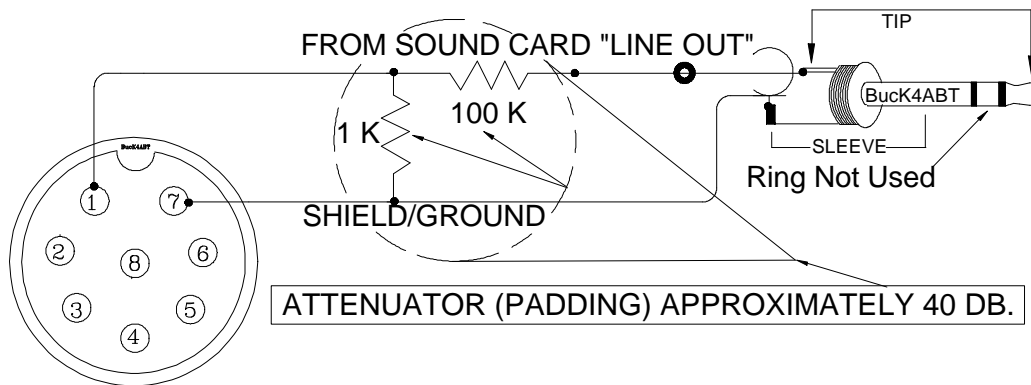 TIP
FROM SOUND CARD "LINE OUT"
BucK4ABT
100 K
1 K
SLEEVE
Ring Not Used
BucK4ABT
1
7
SHIELD/GROUND
2
8
6
3
5
4
ATTENUATOR (PADDING) APPROXIMATELY 40 DB.